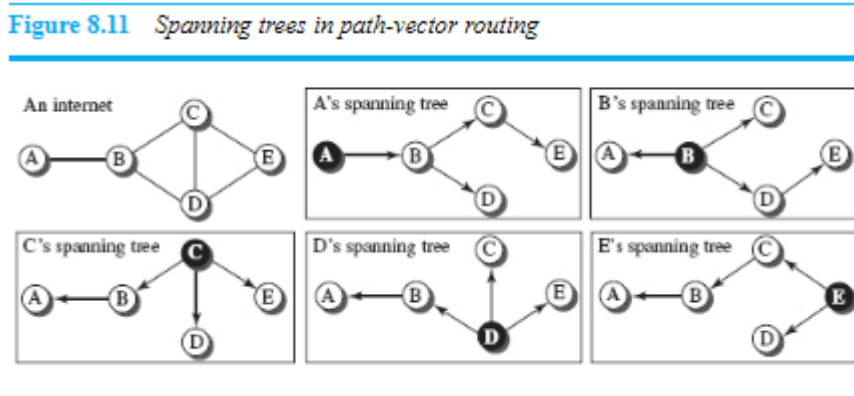 Figure 8.11 Spanning trees in path-vector routing
An internet
A
B
C
D
E
A's spanning tree
A
B
C
D
E
B's spanning tree
A
B
C
D
E
C's spanning tree
A
B
C
D
E
D's spanning tree
A
B
C
D
E
E's spanning tree
A
B
C
D
E